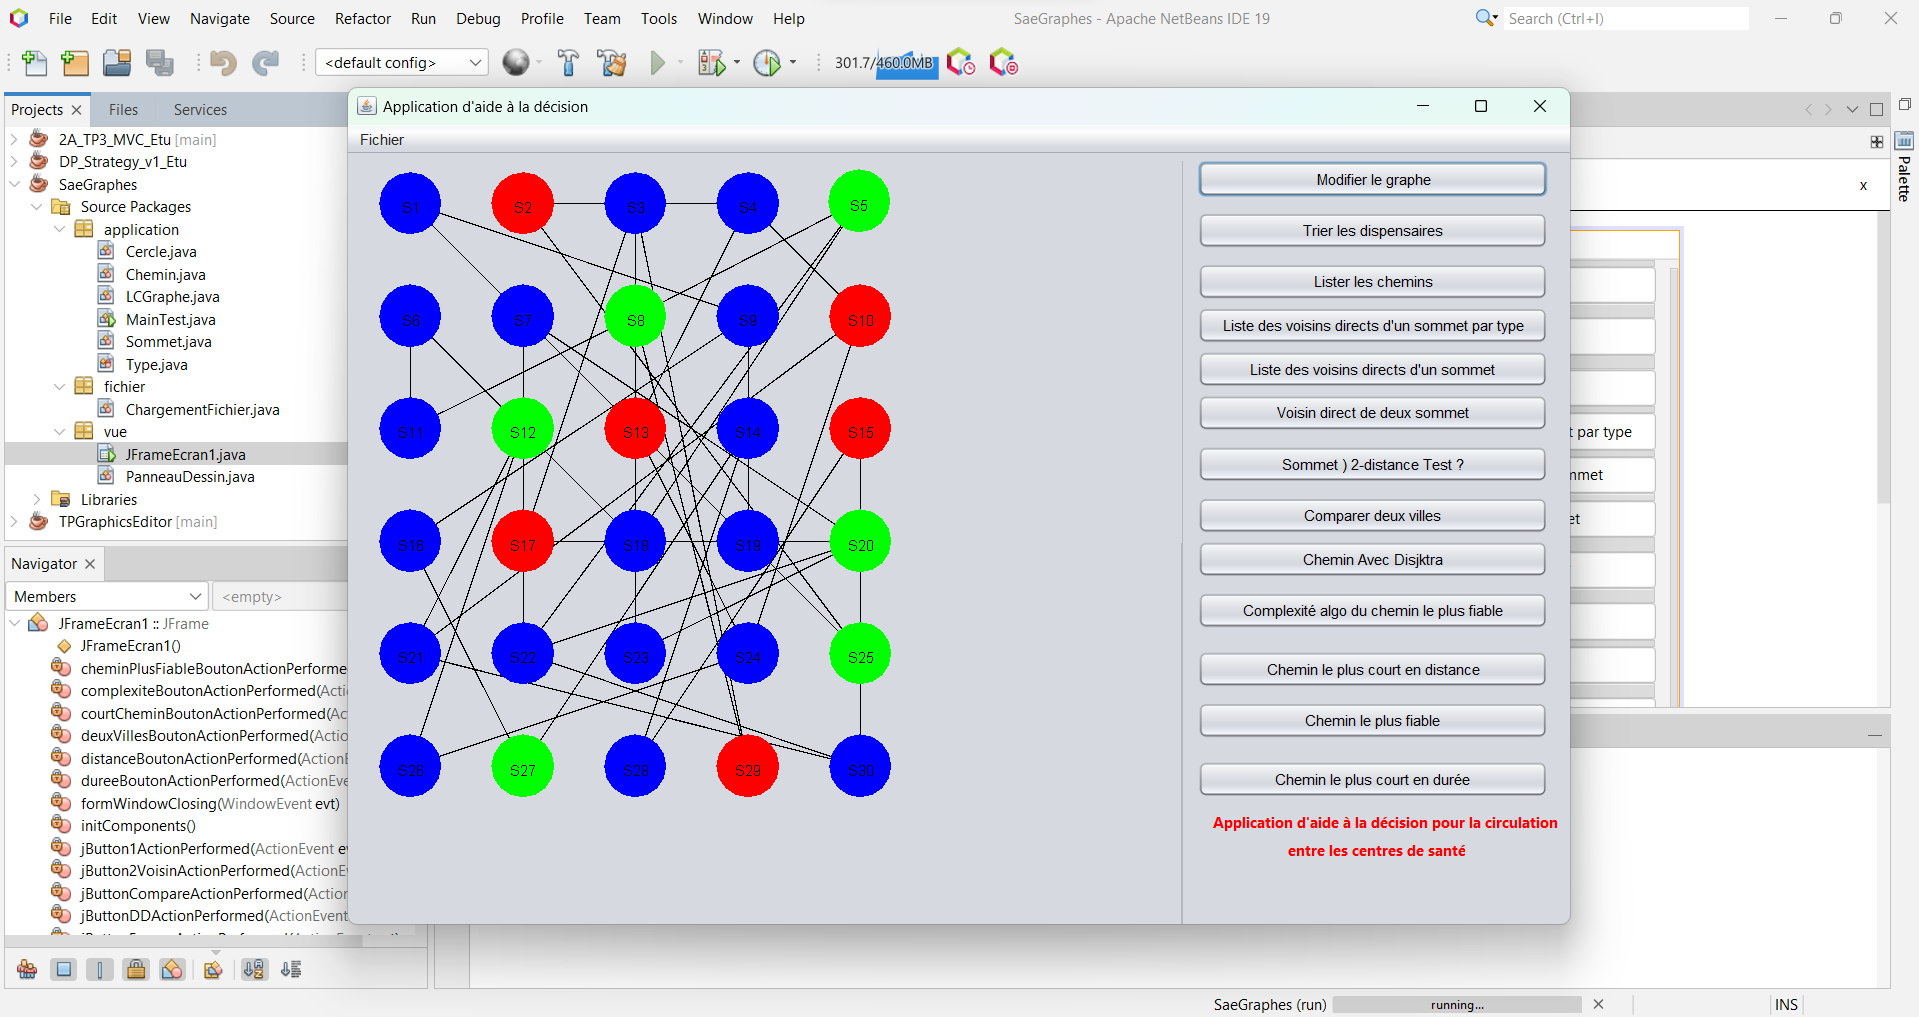 File Edit View Navigate Source Refactor Run Debug Profile Team Tools Window Help
SaeGraphes - Apache NetBeans IDE 19
Search (Ctrl+I)
<default config>
301.7/460.0MB
Projects Files Services
2A_TP3_MVC_Etu [main]
DP_Strategy_v1_Etu
SaeGraphes
Source Packages
application
Cercle.java
Chemin.java
LCGraphe.java
MainTest.java
Sommet.java
Type.java
fichier
ChargementFichier.java
vue
JFrameEcran1.java
PanneauDessin.java
Libraries
TPGraphicsEditor [main]
Navigator
Members
<empty>
JFrameEcran1 :: JFrame
JFrameEcran1()
cheminPlusFiableBoutonActionPerforme
complexiteBoutonActionPerformed(Acti
courtCheminBoutonActionPerformed(Ac
deuxVillesBoutonActionPerformed(Actio
distanceBoutonActionPerformed(ActionE
dureeBoutonActionPerformed(ActionEve
formWindowClosing(WindowEvent evt)
initComponents()
jButton1ActionPerformed(ActionEvent ev
jButton2VoisinActionPerformed(ActionE
jButtonCompareActionPerformed(Action
jButtonDDActionPerformed(ActionEvent
Application d'aide à la décision
Fichier
S1 S2 S3 S4 S5
S6 S7 S8 S9 S10
S11 S12 S13 S14 S15
S16 S17 S18 S19 S20
S21 S22 S23 S24 S25
S26 S27 S28 S29 S30
Modifier le graphe
Trier les dispensaires
Lister les chemins
Liste des voisins directs d'un sommet par type
Liste des voisins directs d'un sommet
Voisin direct de deux sommet
Sommet ) 2-distance Test ?
Comparer deux villes
Chemin Avec Disjktra
Complexité algo du chemin le plus fiable
Chemin le plus court en distance
Chemin le plus fiable
Chemin le plus court en durée
Application d'aide à la décision pour la circulation
entre les centres de santé
x
Palette
t par type
mmet
et
SaeGraphes (run)
running...
INS